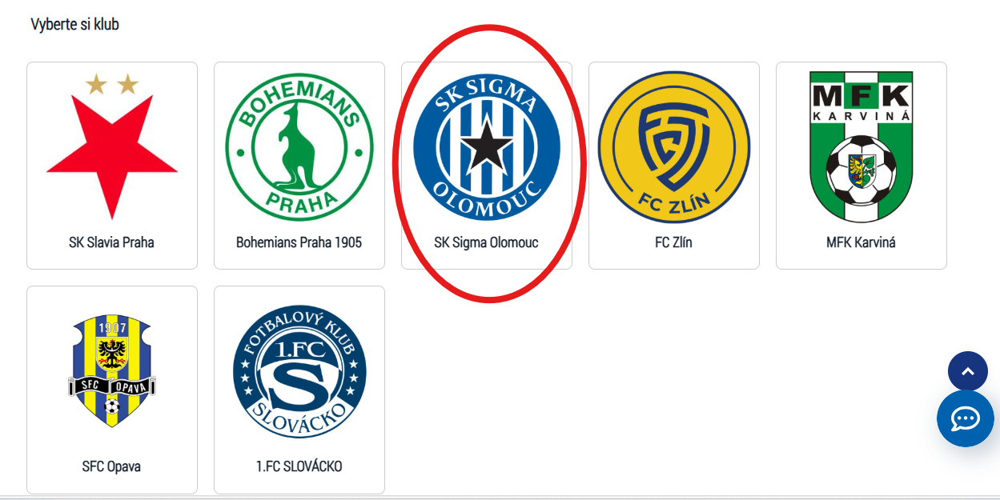 Vyberte si klub
BOHEMIANS
PRAHA
SK SIGMA
OLOMOUC
FC ZLÍN
MFK
KARVINÁ
SK Slavia Praha
Bohemians Praha 1905
SK Sigma Olomouc
FC Zlín
MFK Karviná
1907
SFC OPAVA
FOTBALOVÝ KLUB
1.FC
S
SLOVÁCKO
SFC Opava
1.FC SLOVÁCKO